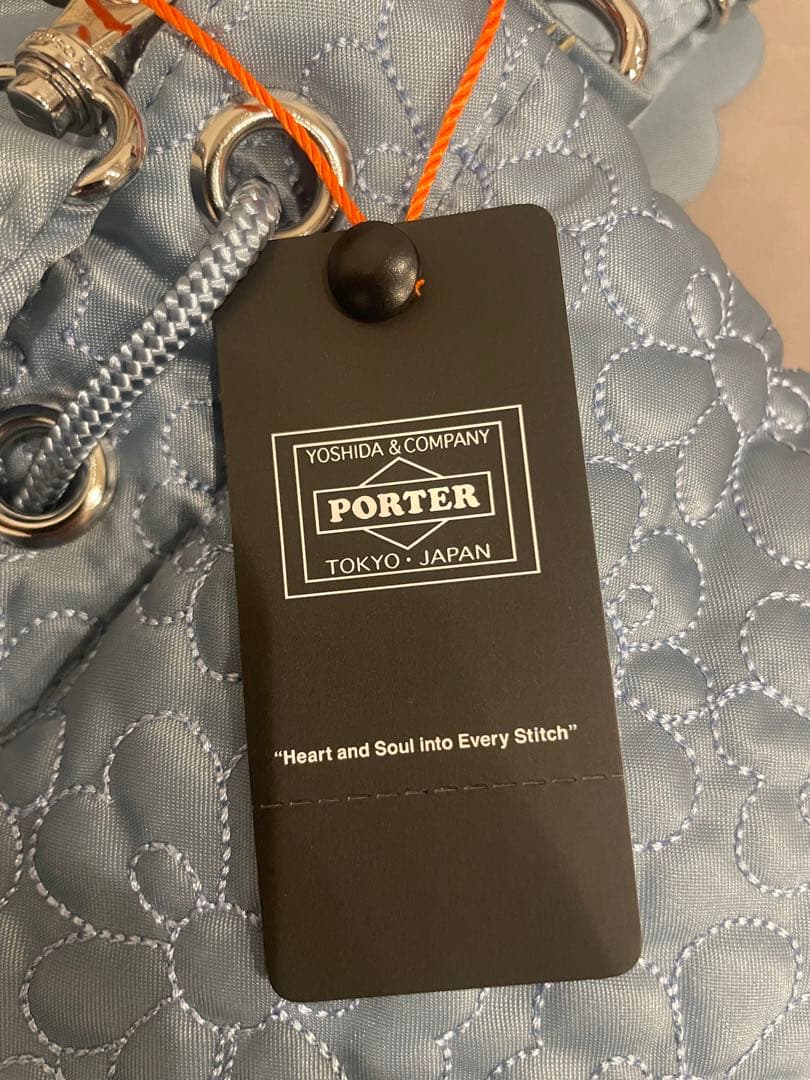 YOSHIDA & COMPANY
PORTER
TOKYO・JAPAN
“Heart and Soul into Every Stitch”